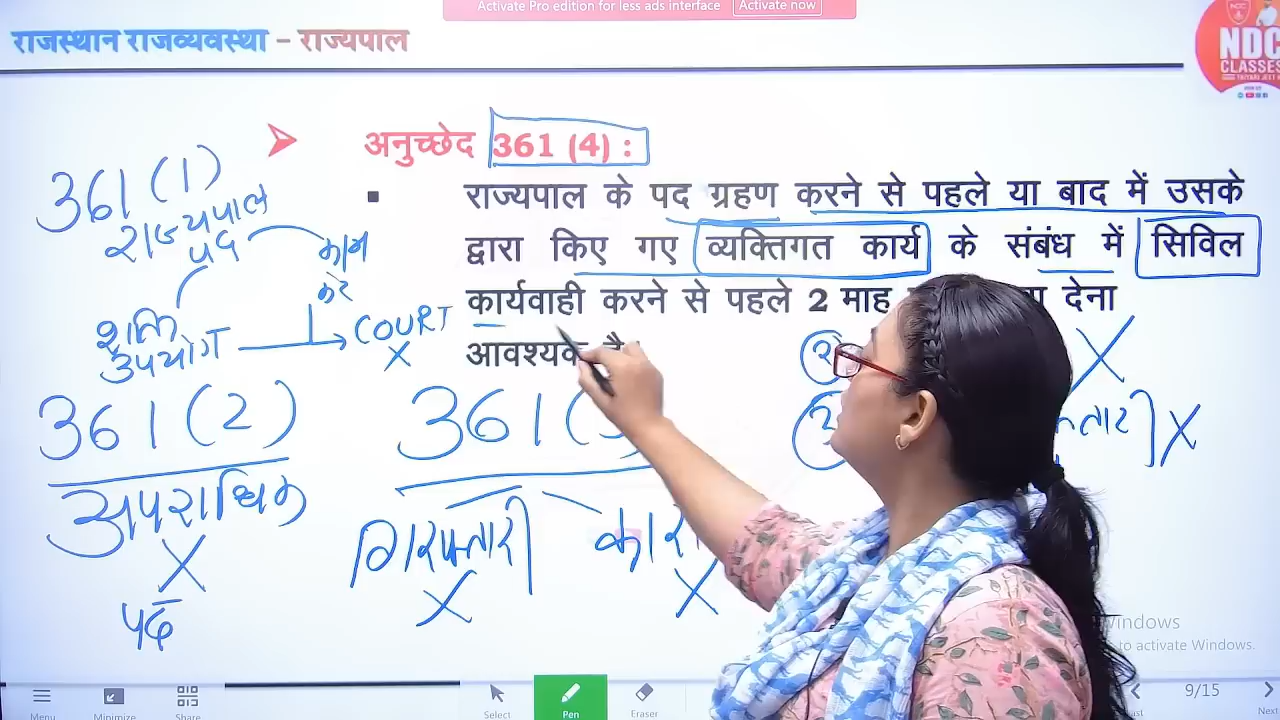 Activate Pro edition for less ads interface Activate now
राजस्थान राजव्यवस्था – राज्यपाल
NDC
CLASSES
अनुच्छेद 361 (4) :
राज्यपाल के पद ग्रहण करने से पहले या बाद में उसके
द्वारा किए गए व्यक्तिगत कार्य के संबंध में सिविल
कार्यवाही करने से पहले 2 माह देना
आवश्यक है।
361 (1)
राज्यपाल
पद
काम
करे
शक्ति
उपयोग
COURT
X
361 (2)
अपराधिक
X
पद
361
गिरफ्तारी
X
X
X
X
Windows
to activate Windows.
Menu
Minimize
Share
Select
Pen
Eraser
9/15
Next